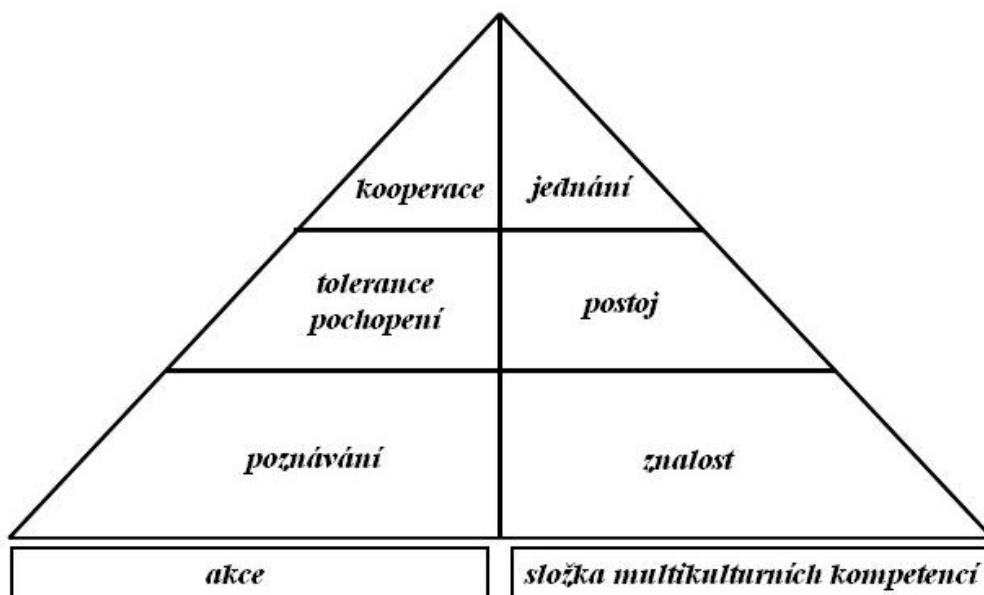 kooperace
jednání
tolerance
pochopení
postoj
poznávání
znalost
akce
složka multikulturních kompetencí